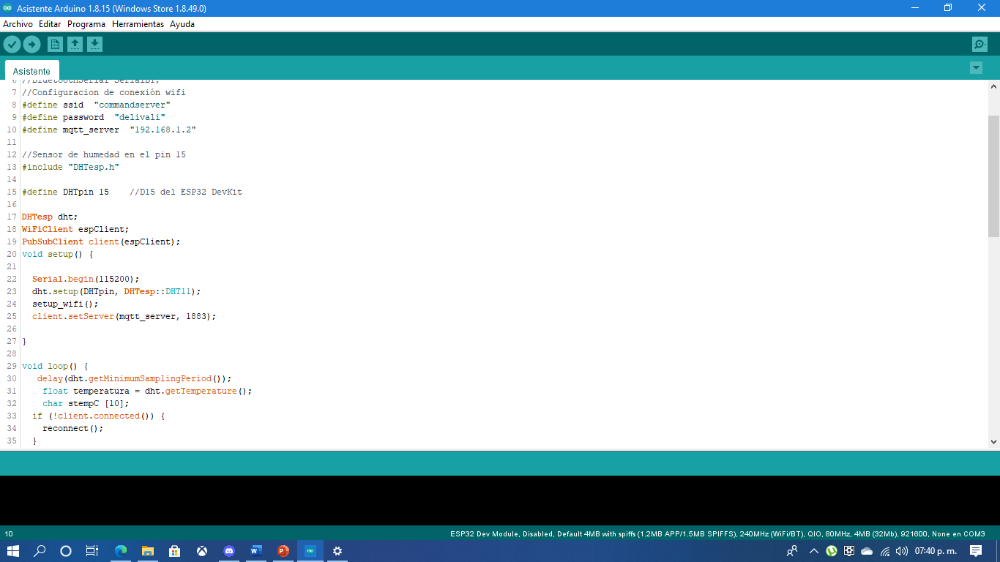 Asistente Arduino 1.8.15 (Windows Store 1.8.49.0)
Archivo Editar Programa Herramientas Ayuda
Asistente
6 //BluetoothSerial SerialBT;
7 //Configuracion de conexión wifi
8 #define ssid  "commandserver"
9 #define password  "delivali"
10 #define mqtt_server  "192.168.1.2"
11
12 //Sensor de humedad en el pin 15
13 #include "DHTesp.h"
14
15 #define DHTpin 15    //D15 del ESP32 DevKit
16
17 DHTesp dht;
18 WiFiClient espClient;
19 PubSubClient client(espClient);
20 void setup() {
21
22   Serial.begin(115200);
23   dht.setup(DHTpin, DHTesp::DHT11);
24   setup_wifi();
25   client.setServer(mqtt_server, 1883);
26
27 }
28
29 void loop() {
30    delay(dht.getMinimumSamplingPeriod());
31     float temperatura = dht.getTemperature();
32     char stempC [10];
33   if (!client.connected()) {
34     reconnect();
35   }
10 ESP32 Dev Module, Disabled, Default 4MB with spiffs (1.2MB APP/1.5MB SPIFFS), 240MHz (WiFi/BT), QIO, 80MHz, 4MB (32Mb), 921600, None en COM3
07:40 p. m.